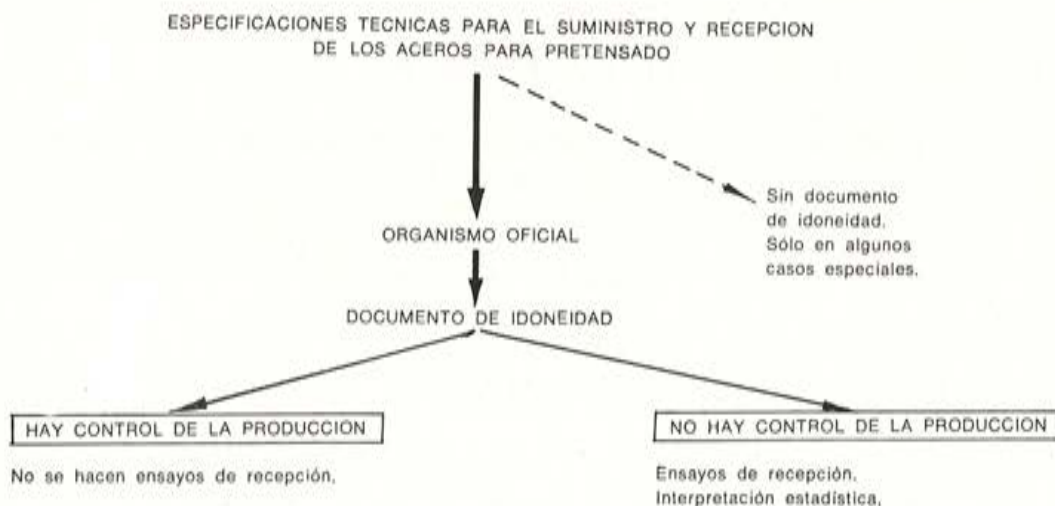 ESPECIFICACIONES TECNICAS PARA EL SUMINISTRO Y RECEPCION
DE LOS ACEROS PARA PRETENSADO
Sin documento
de idoneidad.
Sólo en algunos
casos especiales.
ORGANISMO OFICIAL
DOCUMENTO DE IDONEIDAD
HAY CONTROL DE LA PRODUCCION
No se hacen ensayos de recepción.
NO HAY CONTROL DE LA PRODUCCION
Ensayos de recepción.
Interpretación estadística.